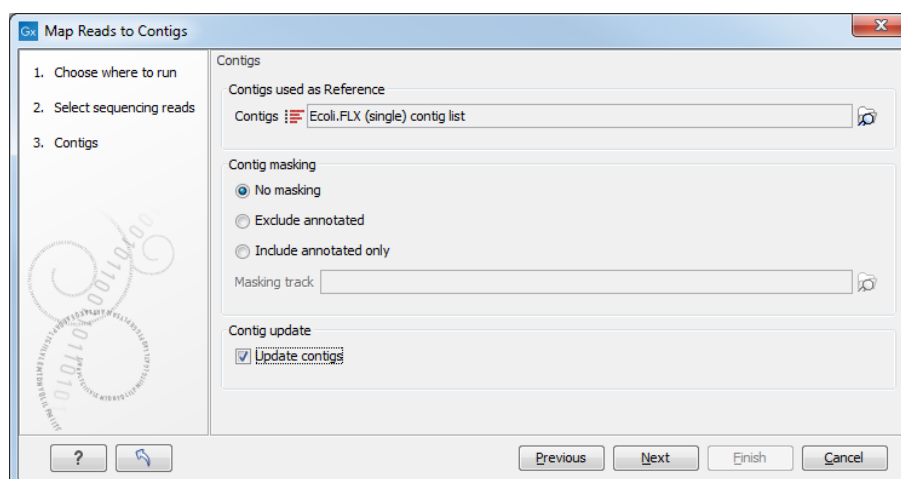 Gx Map Reads to Contigs
1. Choose where to run
2. Select sequencing reads
3. Contigs
Contigs
Contigs used as Reference
Contigs Ecoli.FLX (single) contig list
Contig masking
No masking
Exclude annotated
Include annotated only
Masking track
Contig update
Update contigs
? Previous Next Finish Cancel